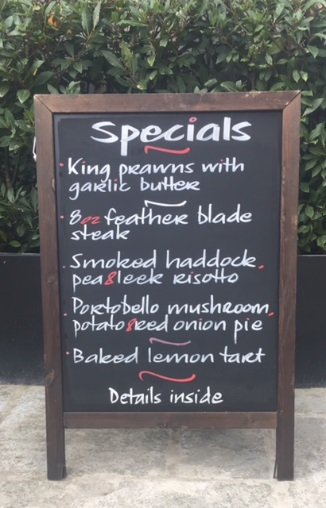 Specials
King prawns with
garlic butter
8oz feather blade
steak
Smoked haddock,
pea & leek risotto
Portobello mushroom,
potato & red onion pie
Baked lemon tart
Details inside